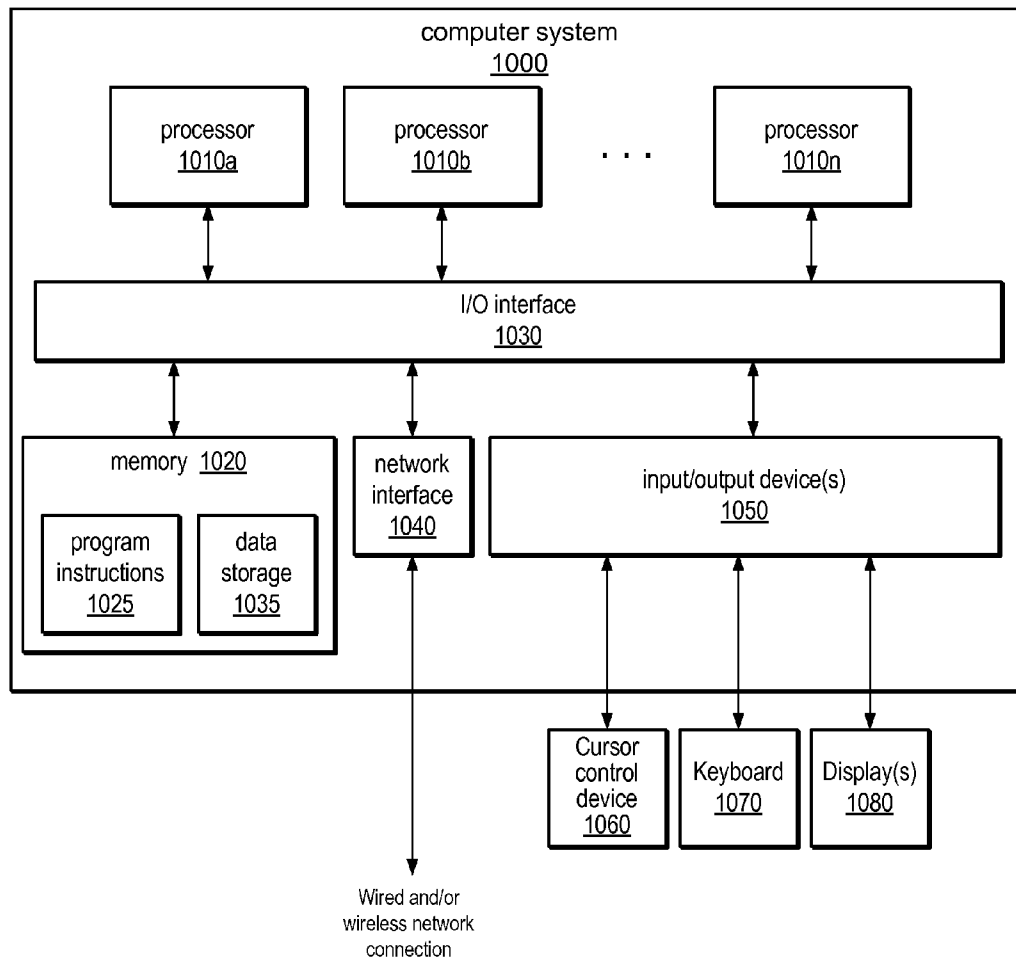 computer system
1000
processor
1010a
processor
1010b
. . .
processor
1010n
I/O interface
1030
memory 1020
program
instructions
1025
data
storage
1035
network
interface
1040
input/output device(s)
1050
Cursor
control
device
1060
Keyboard
1070
Display(s)
1080
Wired and/or
wireless network
connection